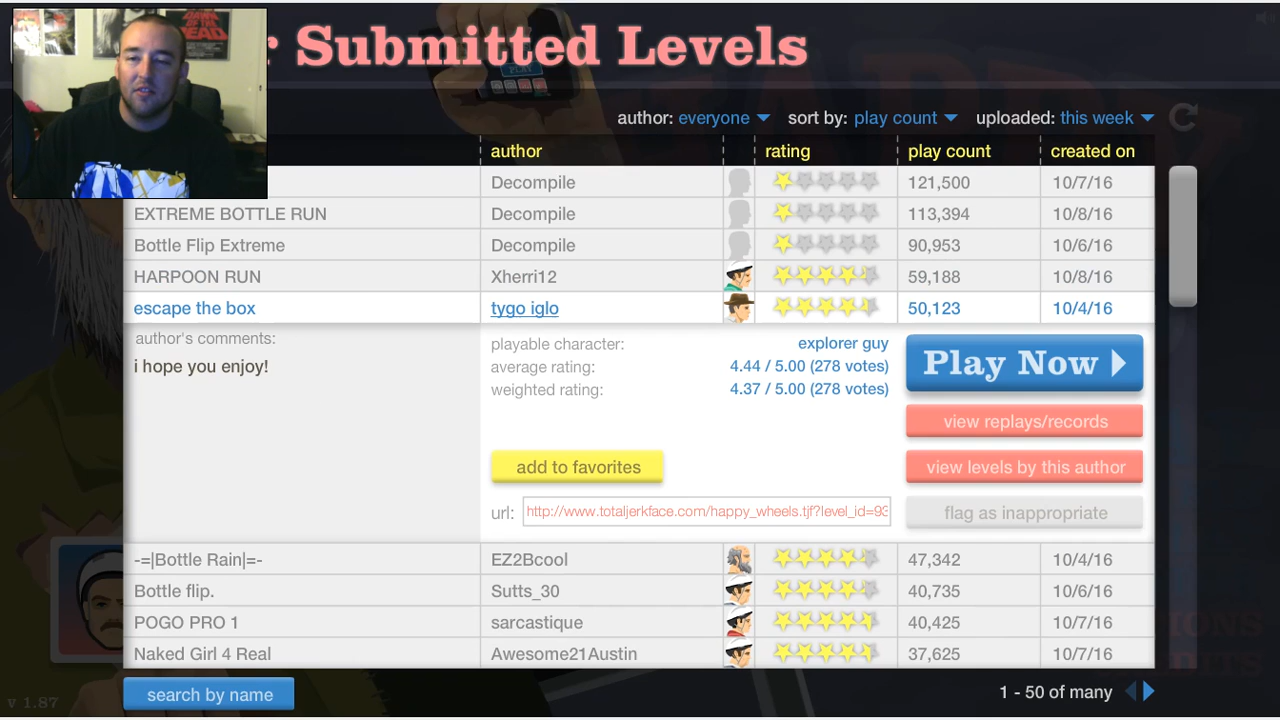 r Submitted Levels
author: everyone sort by: play count uploaded: this week
author rating play count created on
Decompile 121,500 10/7/16
EXTREME BOTTLE RUN Decompile 113,394 10/8/16
Bottle Flip Extreme Decompile 90,953 10/6/16
HARPOON RUN Xherri12 59,188 10/8/16
escape the box tygo iglo 50,123 10/4/16
author's comments:
i hope you enjoy!
playable character: explorer guy
average rating: 4.44 / 5.00 (278 votes)
weighted rating: 4.37 / 5.00 (278 votes)
Play Now
view replays/records
add to favorites
view levels by this author
url: http://www.totaljerkface.com/happy_wheels.tjf?level_id=93
flag as inappropriate
-=|Bottle Rain|=- EZ2Bcool 47,342 10/4/16
Bottle flip. Sutts_30 40,735 10/6/16
POGO PRO 1 sarcastique 40,425 10/7/16
Naked Girl 4 Real Awesome21Austin 37,625 10/7/16
search by name
1 - 50 of many
v 1.87
DAWN OF THE DEAD